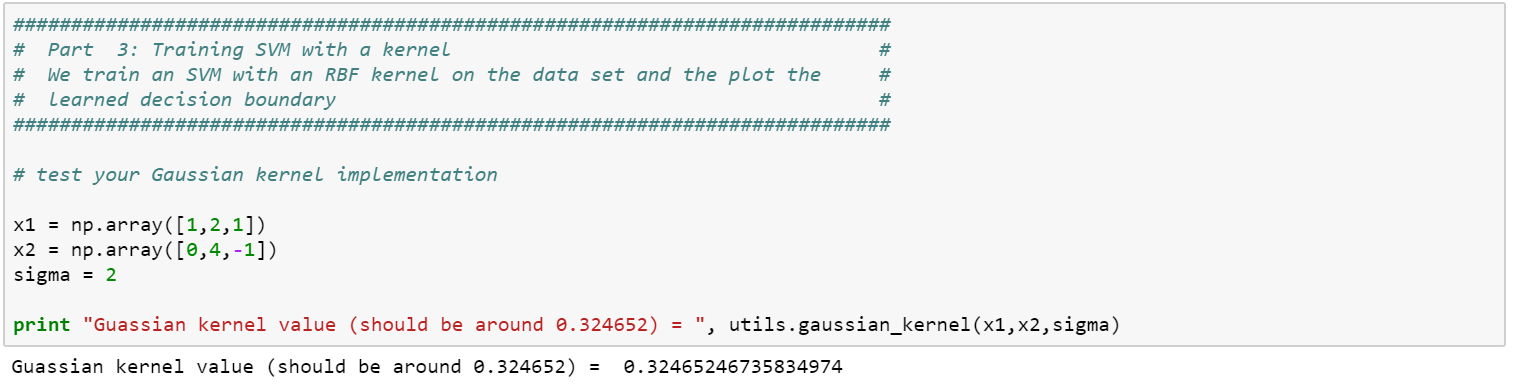 ############################################################################
#  Part  3: Training SVM with a kernel                                     #
#  We train an SVM with an RBF kernel on the data set and the plot the     #
#  learned decision boundary                                               #
############################################################################
# test your Gaussian kernel implementation
x1 = np.array([1,2,1])
x2 = np.array([0,4,-1])
sigma = 2
print "Guassian kernel value (should be around 0.324652) = ", utils.gaussian_kernel(x1,x2,sigma)
Guassian kernel value (should be around 0.324652) =  0.32465246735834974